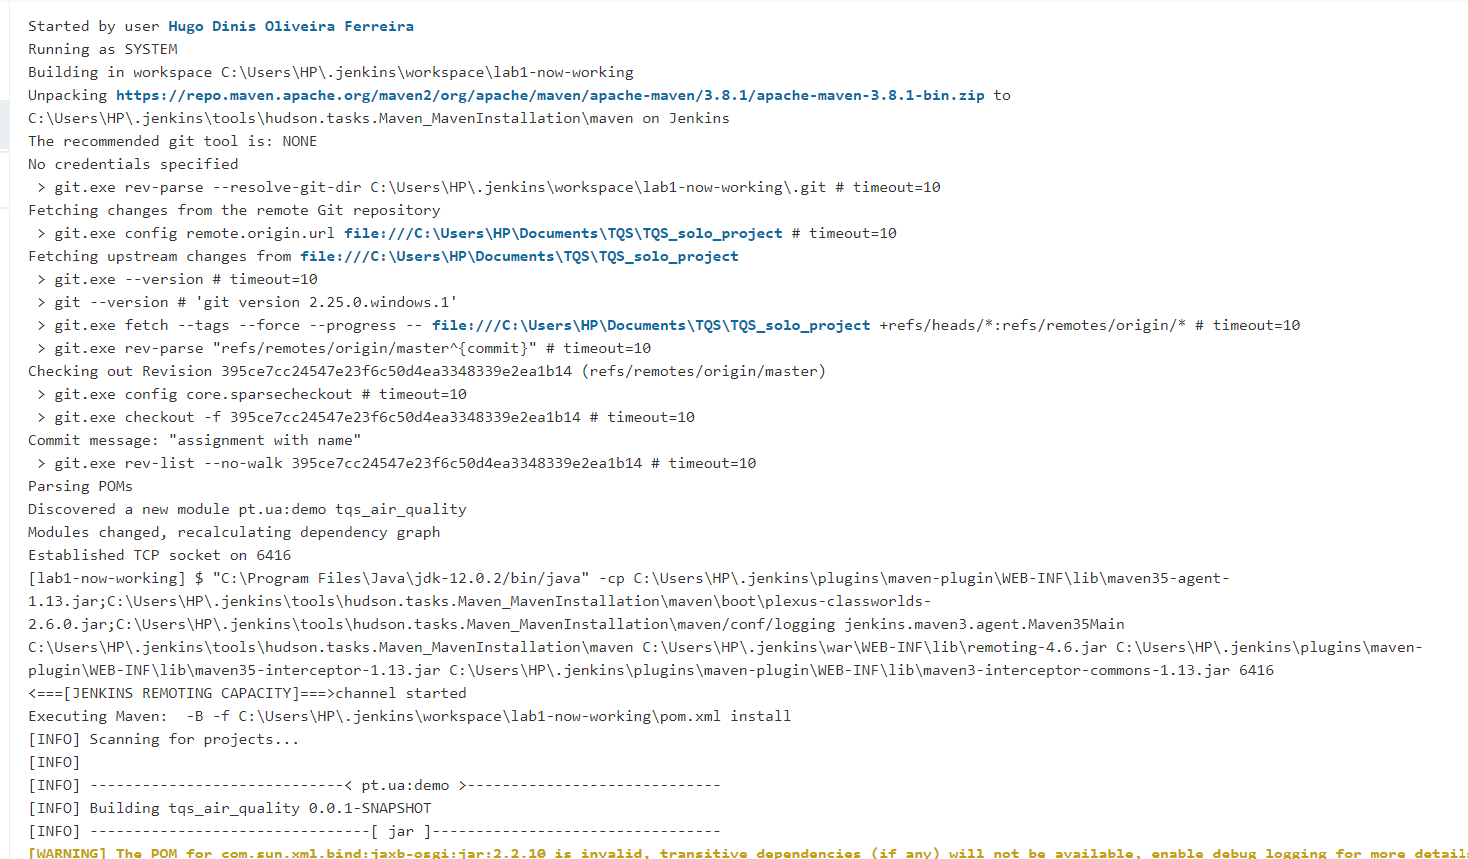 Started by user Hugo Dinis Oliveira Ferreira
Running as SYSTEM
Building in workspace C:\Users\HP\.jenkins\workspace\lab1-now-working
Unpacking https://repo.maven.apache.org/maven2/org/apache/maven/apache-maven/3.8.1/apache-maven-3.8.1-bin.zip to
C:\Users\HP\.jenkins\tools\hudson.tasks.Maven_MavenInstallation\maven on Jenkins
The recommended git tool is: NONE
No credentials specified
 > git.exe rev-parse --resolve-git-dir C:\Users\HP\.jenkins\workspace\lab1-now-working\.git # timeout=10
Fetching changes from the remote Git repository
 > git.exe config remote.origin.url file:///C:\Users\HP\Documents\TQS\TQS_solo_project # timeout=10
Fetching upstream changes from file:///C:\Users\HP\Documents\TQS\TQS_solo_project
 > git.exe --version # timeout=10
 > git --version # 'git version 2.25.0.windows.1'
 > git.exe fetch --tags --force --progress -- file:///C:\Users\HP\Documents\TQS\TQS_solo_project +refs/heads/*:refs/remotes/origin/* # timeout=10
 > git.exe rev-parse "refs/remotes/origin/master^{commit}" # timeout=10
Checking out Revision 395ce7cc24547e23f6c50d4ea3348339e2ea1b14 (refs/remotes/origin/master)
 > git.exe config core.sparsecheckout # timeout=10
 > git.exe checkout -f 395ce7cc24547e23f6c50d4ea3348339e2ea1b14 # timeout=10
Commit message: "assignment with name"
 > git.exe rev-list --no-walk 395ce7cc24547e23f6c50d4ea3348339e2ea1b14 # timeout=10
Parsing POMs
Discovered a new module pt.ua:demo tqs_air_quality
Modules changed, recalculating dependency graph
Established TCP socket on 6416
[lab1-now-working] $ "C:\Program Files\Java\jdk-12.0.2/bin/java" -cp C:\Users\HP\.jenkins\plugins\maven-plugin\WEB-INF\lib\maven35-agent-
1.13.jar;C:\Users\HP\.jenkins\tools\hudson.tasks.Maven_MavenInstallation\maven\boot\plexus-classworlds-
2.6.0.jar;C:\Users\HP\.jenkins\tools\hudson.tasks.Maven_MavenInstallation\maven/conf/logging jenkins.maven3.agent.Maven35Main
C:\Users\HP\.jenkins\tools\hudson.tasks.Maven_MavenInstallation\maven C:\Users\HP\.jenkins\war\WEB-INF\lib\remoting-4.6.jar C:\Users\HP\.jenkins\plugins\maven-
plugin\WEB-INF\lib\maven35-interceptor-1.13.jar C:\Users\HP\.jenkins\plugins\maven-plugin\WEB-INF\lib\maven3-interceptor-commons-1.13.jar 6416
<===[JENKINS REMOTING CAPACITY]===>channel started
Executing Maven:  -B -f C:\Users\HP\.jenkins\workspace\lab1-now-working\pom.xml install
[INFO] Scanning for projects...
[INFO]
[INFO] -----------------------------< pt.ua:demo >-----------------------------
[INFO] Building tqs_air_quality 0.0.1-SNAPSHOT
[INFO] --------------------------------[ jar ]---------------------------------
[WARNING] The POM for com.sun.xml.bind:jaxb-osgi:jar:2.2.10 is invalid, transitive dependencies (if any) will not be available, enable debug logging for more detail